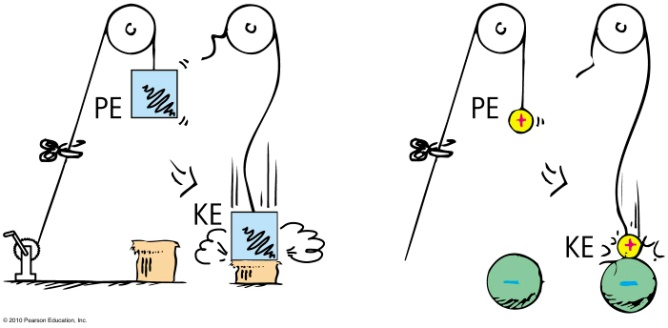 PE
KE
PE
+
−
KE
+
−
© 2010 Pearson Education, Inc.